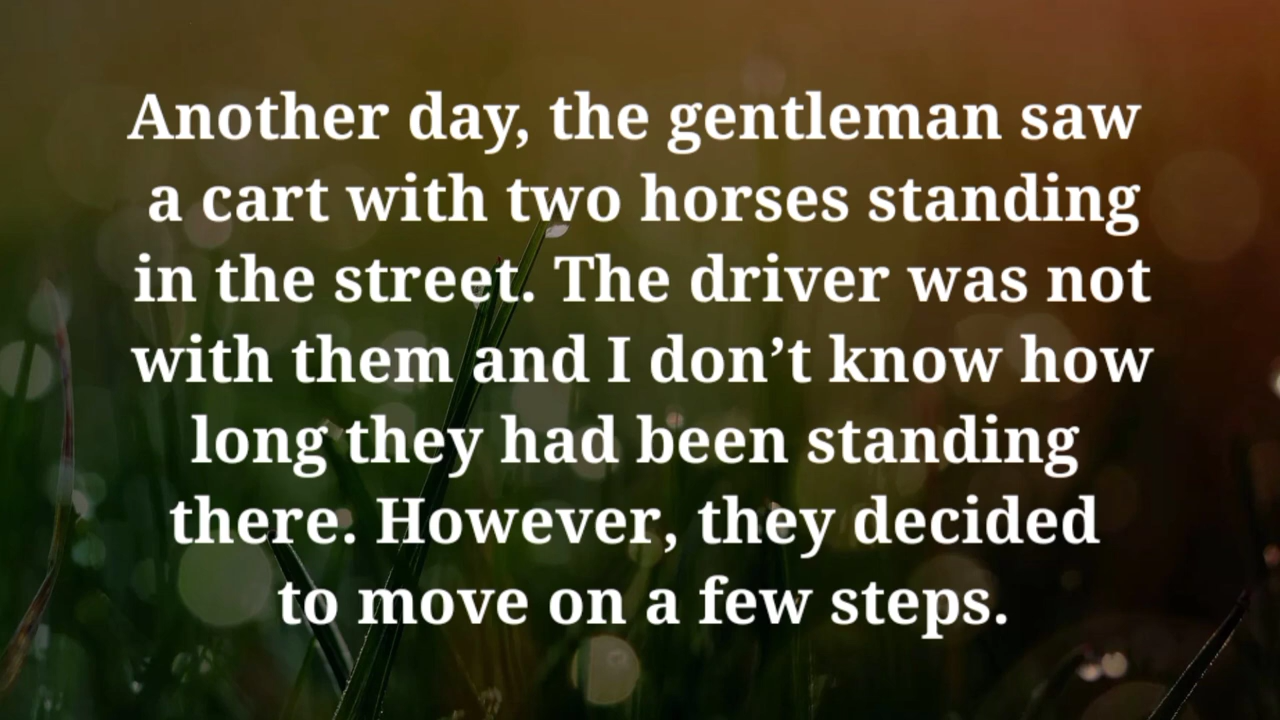 Another day, the gentleman saw
a cart with two horses standing
in the street. The driver was not
with them and I don’t know how
long they had been standing
there. However, they decided
to move on a few steps.